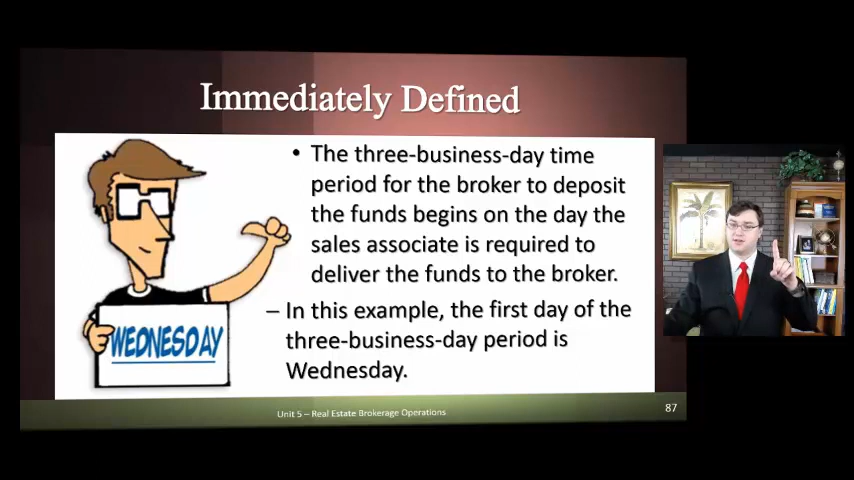 Immediately Defined
• The three-business-day time
period for the broker to deposit
the funds begins on the day the
sales associate is required to
deliver the funds to the broker.
– In this example, the first day of the
three-business-day period is
Wednesday.
WEDNESDAY
Unit 5 – Real Estate Brokerage Operations
87